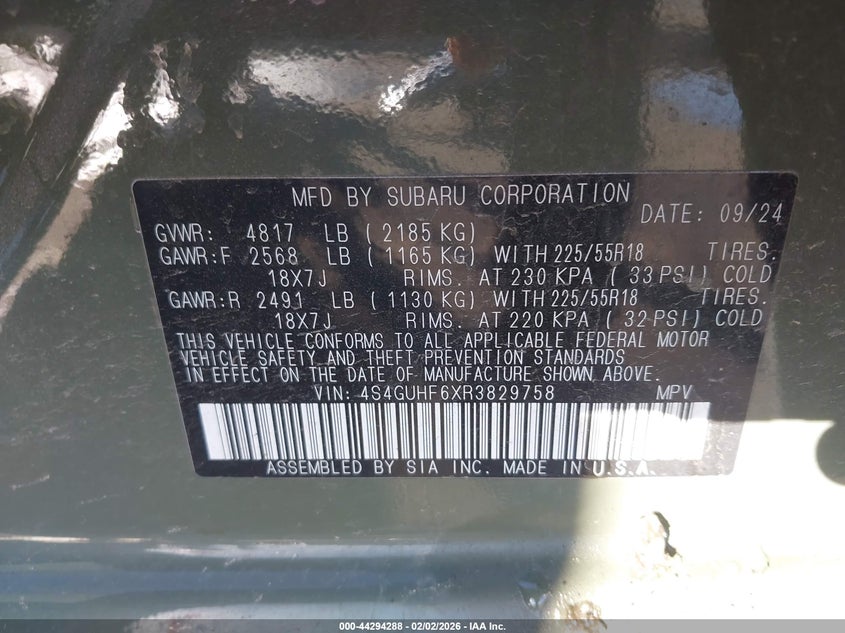 MFD BY SUBARU CORPORATION
DATE: 09/24
GVWR: 4817 LB ( 2185 KG)
GAWR:F 2568 LB ( 1165 KG) WITH 225/55R18 TIRES.
18X7J RIMS. AT 230 KPA ( 33 PSI) COLD
GAWR:R 2491 LB ( 1130 KG) WITH 225/55R18 TIRES.
18X7J RIMS. AT 220 KPA ( 32 PSI) COLD
THIS VEHICLE CONFORMS TO ALL APPLICABLE FEDERAL MOTOR
VEHICLE SAFETY AND THEFT PREVENTION STANDARDS
IN EFFECT ON THE DATE OF MANUFACTURE SHOWN ABOVE.
VIN: 4S4GUHF6XR3829758 MPV
ASSEMBLED BY SIA INC. MADE IN U.S.A.
000-44294288 - 02/02/2026 - IAA Inc.